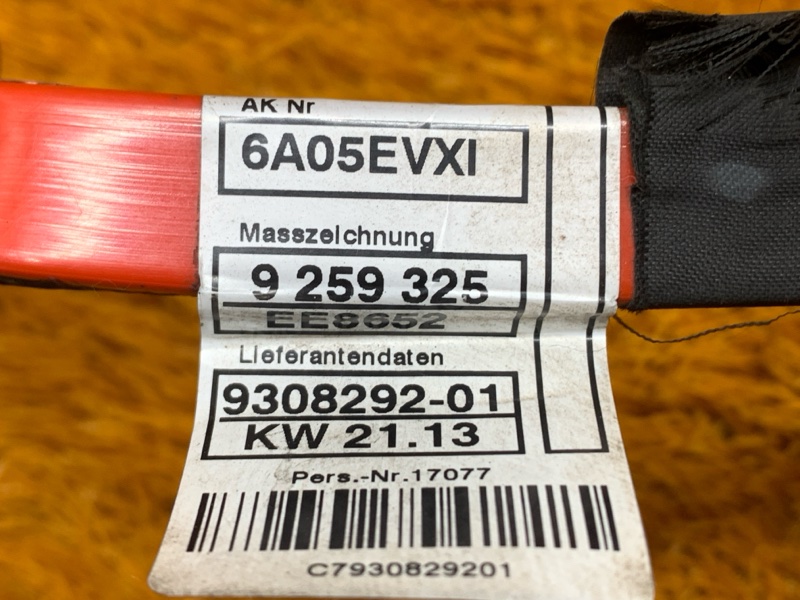 AK Nr
6A05EVXI
Masszeichnung
9 259 325
EE8652
Lieferantendaten
9308292-01
KW 21.13
Pers.-Nr.17077
C7930829201